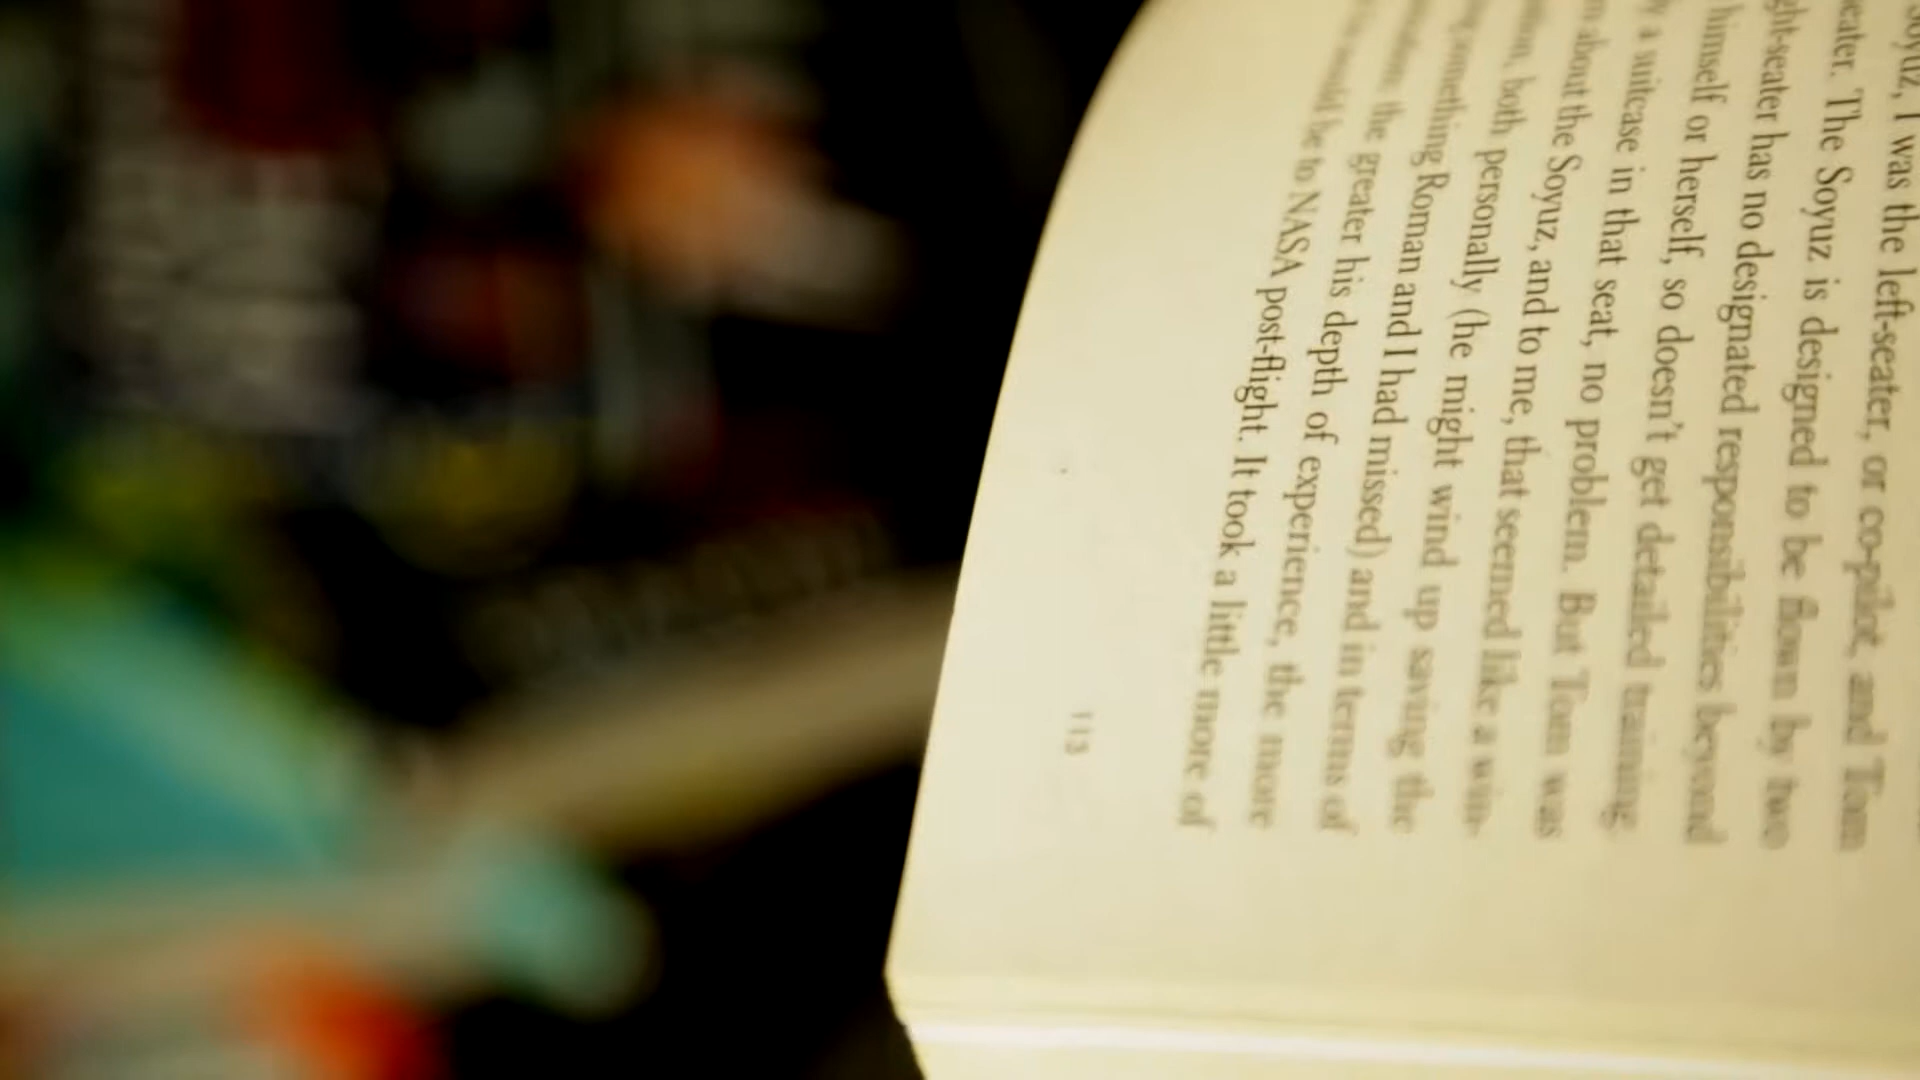 Soyuz, I was the left-seater, or co-pilot, and Tom
The Soyuz is designed to be flown by two
has no designated responsibilities beyond
himself or herself, so doesn't get detailed training
a suitcase in that seat, no problem. But Tom was
about the Soyuz, and to me, that seemed like a win-
both personally (he might wind up saving the
something Roman and I had missed) and in terms of
the greater his depth of experience, the more
be to NASA post-flight. It took a little more of
113